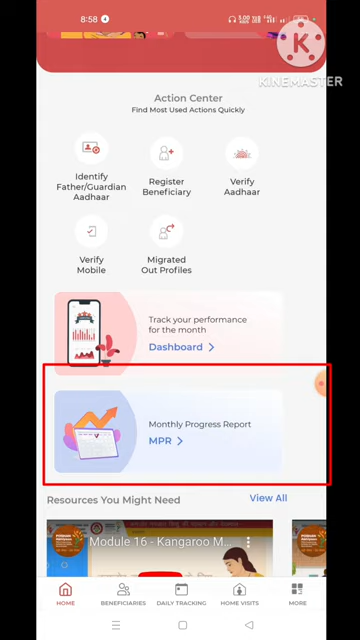 8:58
KINEMASTER
Action Center
Find Most Used Actions Quickly
Identify
Father/Guardian
Aadhaar
Register
Beneficiary
Verify
Aadhaar
Verify
Mobile
Migrated
Out Profiles
Track your performance
for the month
Dashboard
Monthly Progress Report
MPR
Resources You Might Need
View All
Module 16 - Kangaroo M...
HOME
BENEFICIARIES
DAILY TRACKING
HOME VISITS
MORE